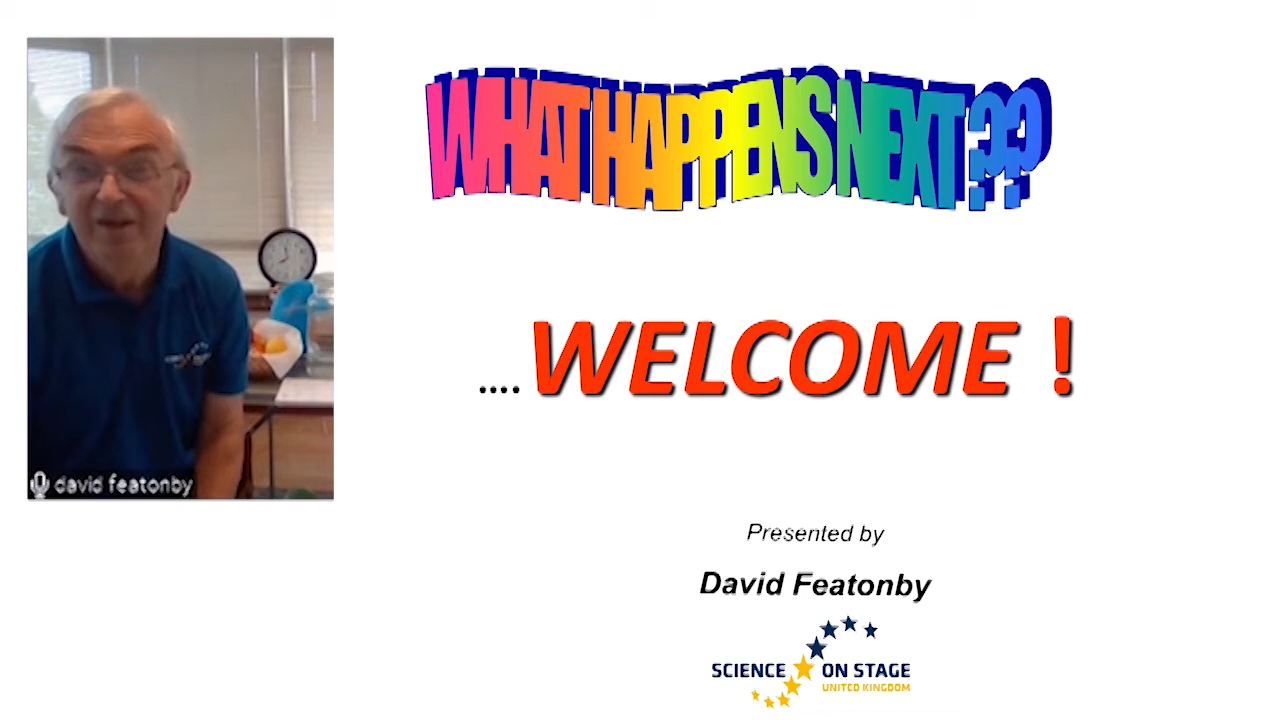 WHAT HAPPENS NEXT ???
.... WELCOME !
david featonby
Presented by
David Featonby
SCIENCE ON STAGE
UNITED KINGDOM